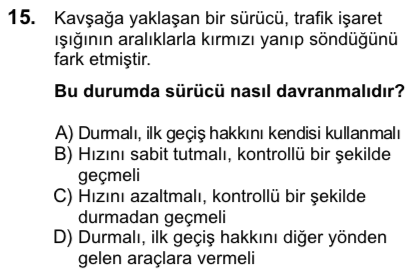 15. Kavşağa yaklaşan bir sürücü, trafik işaret
ışığının aralıklarla kırmızı yanıp söndüğünü
fark etmiştir.
Bu durumda sürücü nasıl davranmalıdır?
A) Durmalı, ilk geçiş hakkını kendisi kullanmalı
B) Hızını sabit tutmalı, kontrollü bir şekilde
geçmeli
C) Hızını azaltmalı, kontrollü bir şekilde
durmadan geçmeli
D) Durmalı, ilk geçiş hakkını diğer yönden
gelen araçlara vermeli